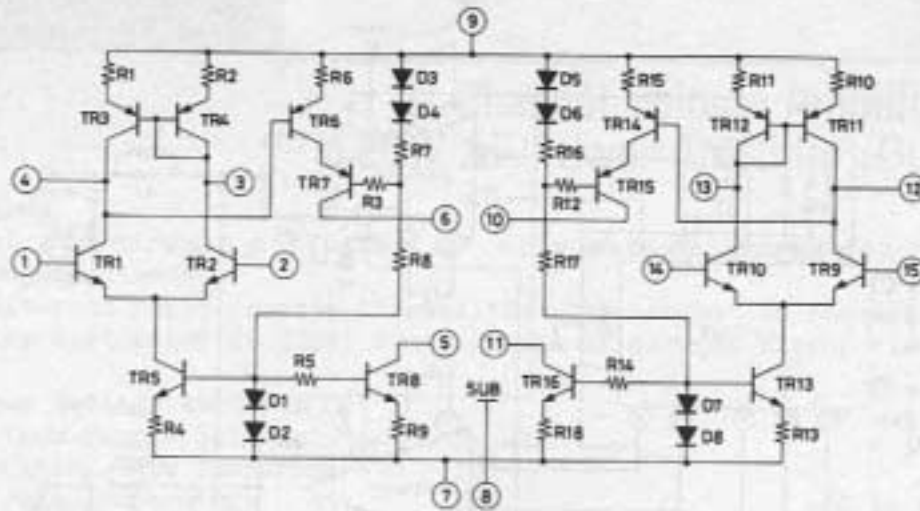 9
R1 R2 R6 D3 D5 R15 R11 R10
TR3 TR4 TR6 D4 D6 TR14 TR12 TR11
R7 R16
4 3 TR7 R3 R12 TR15 13 12
6 10
1 TR1 TR2 2 R8 R17 14 TR10 TR9 15
5 11
TR5 R5 TR8 TR16 R14 TR13
D1 SUB D7
R4 D2 R9 R18 D8 R13
7 8